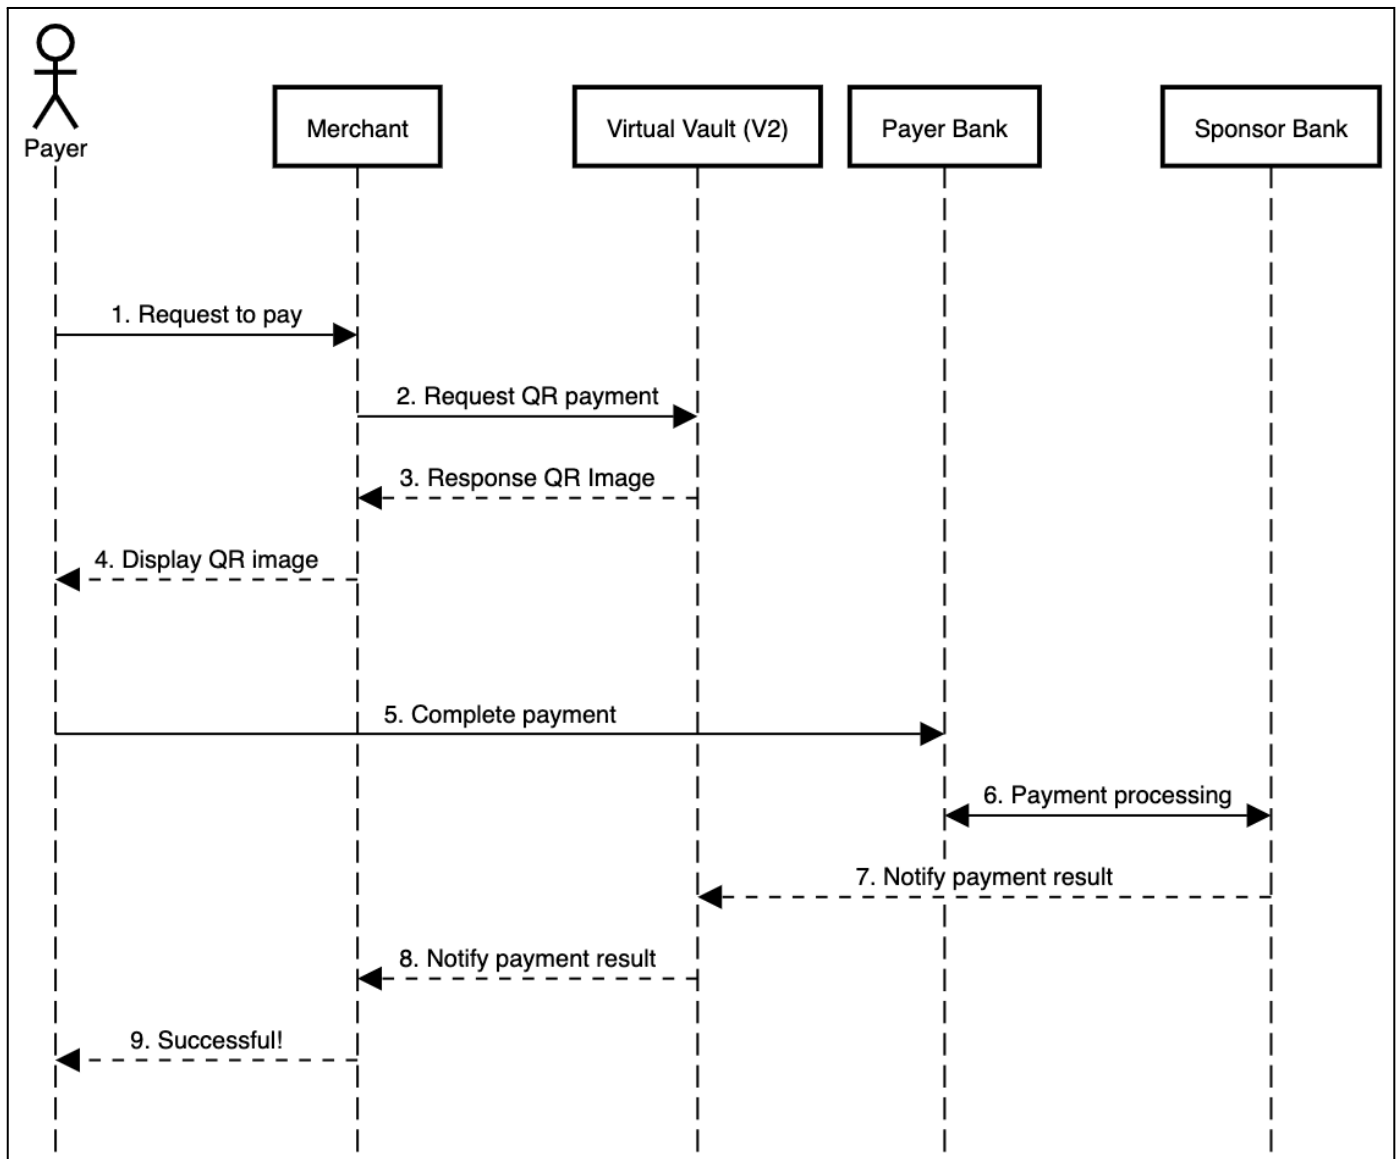 Payer
Merchant
Virtual Vault (V2)
Payer Bank
Sponsor Bank
1. Request to pay
2. Request QR payment
3. Response QR Image
4. Display QR image
5. Complete payment
6. Payment processing
7. Notify payment result
8. Notify payment result
9. Successful!